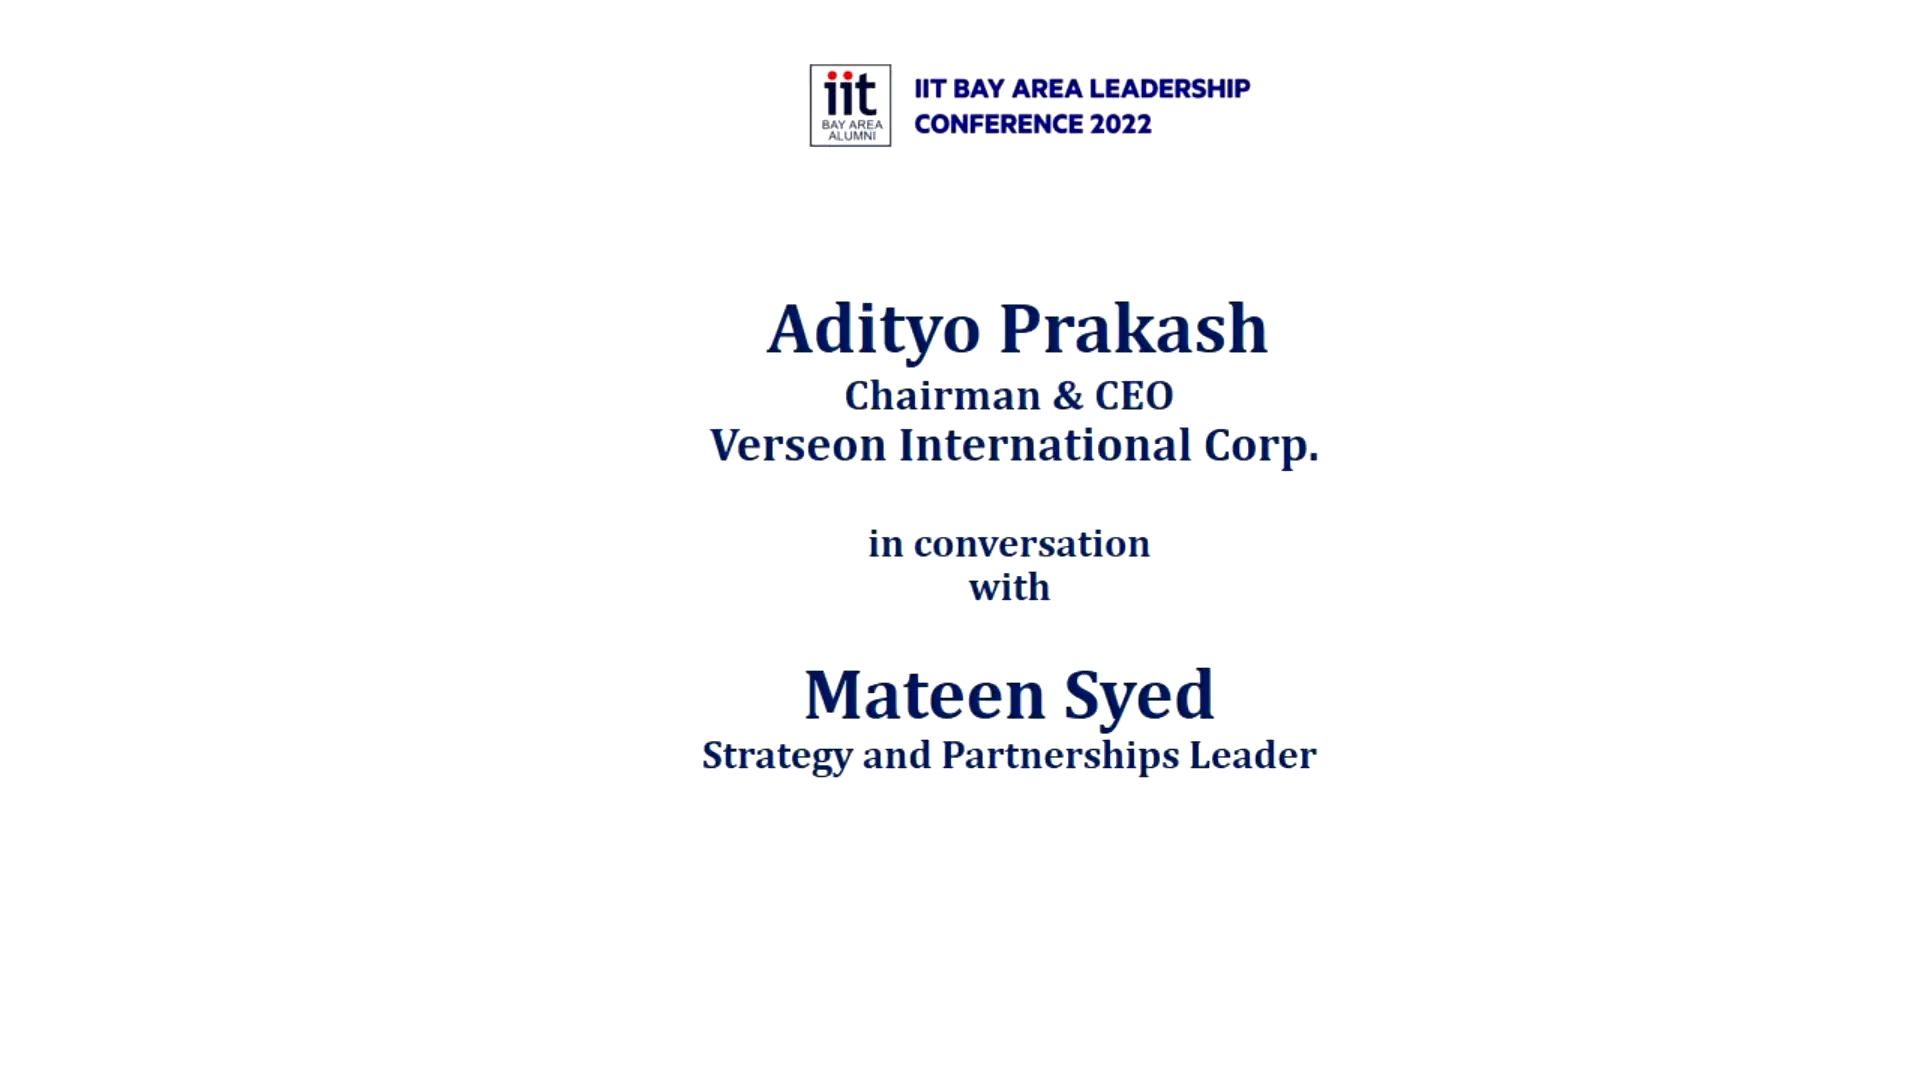 iit
BAY AREA
ALUMNI
IIT BAY AREA LEADERSHIP
CONFERENCE 2022
Adityo Prakash
Chairman & CEO
Verseon International Corp.
in conversation
with
Mateen Syed
Strategy and Partnerships Leader